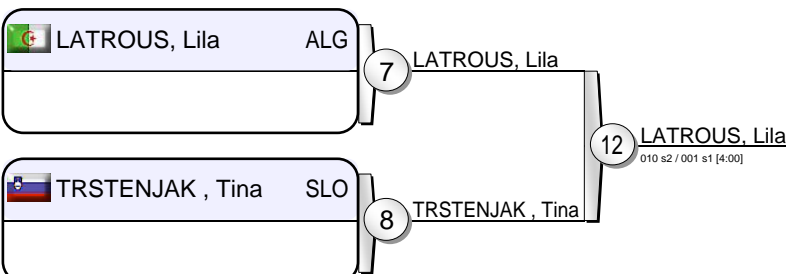 LATROUS, Lila ALG
7
LATROUS, Lila
12
LATROUS, Lila
010 s2 / 001 s1 [4:00]
TRSTENJAK , Tina SLO
8
TRSTENJAK , Tina